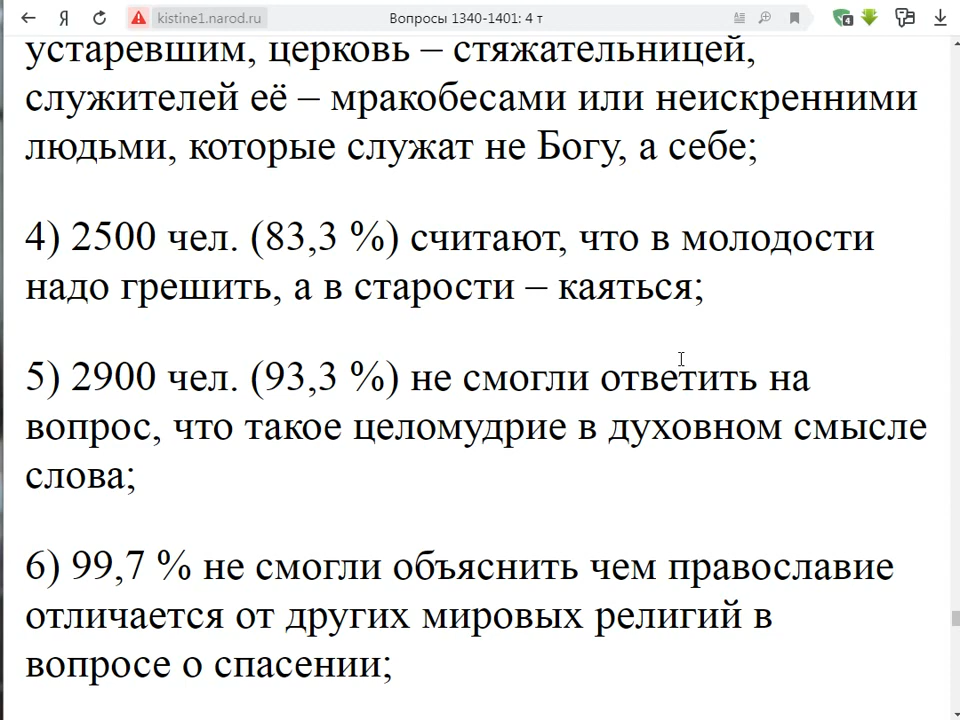 Я
kistine1.narod.ru
Вопросы 1340-1401: 4 т
4
устаревшим, церковь – стяжательницей,
служителей её – мракобесами или неискренними
людьми, которые служат не Богу, а себе;
4) 2500 чел. (83,3 %) считают, что в молодости
надо грешить, а в старости – каяться;
5) 2900 чел. (93,3 %) не смогли ответить на
вопрос, что такое целомудрие в духовном смысле
слова;
6) 99,7 % не смогли объяснить чем православие
отличается от других мировых религий в
вопросе о спасении;